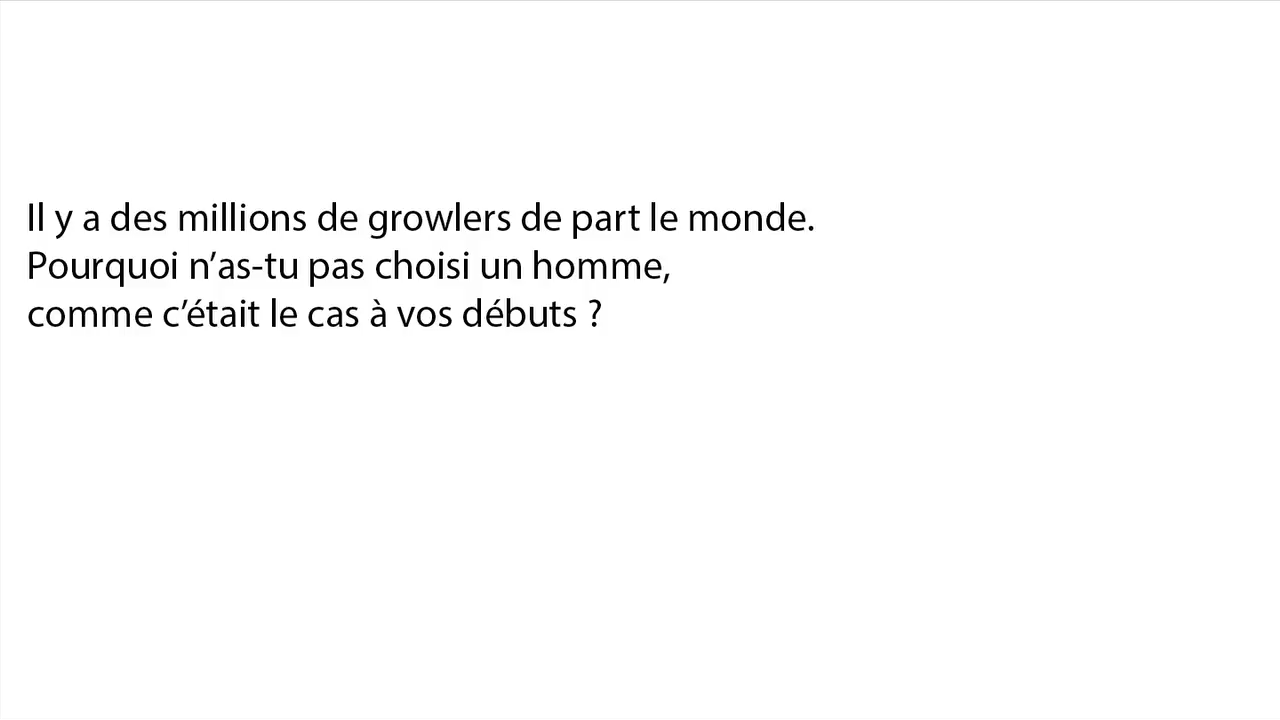 Il y a des millions de growlers de part le monde.
Pourquoi n’as-tu pas choisi un homme,
comme c’était le cas à vos débuts ?